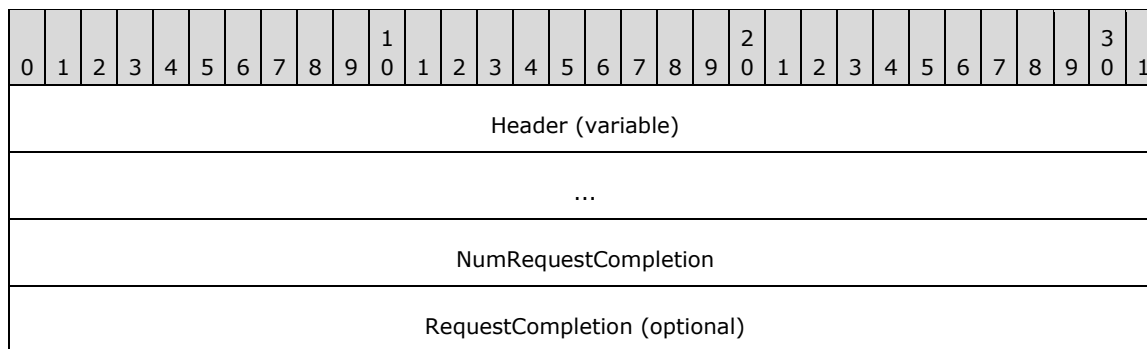 1 2 3
0 1 2 3 4 5 6 7 8 9 0 1 2 3 4 5 6 7 8 9 0 1 2 3 4 5 6 7 8 9 0 1
Header (variable)
...
NumRequestCompletion
RequestCompletion (optional)